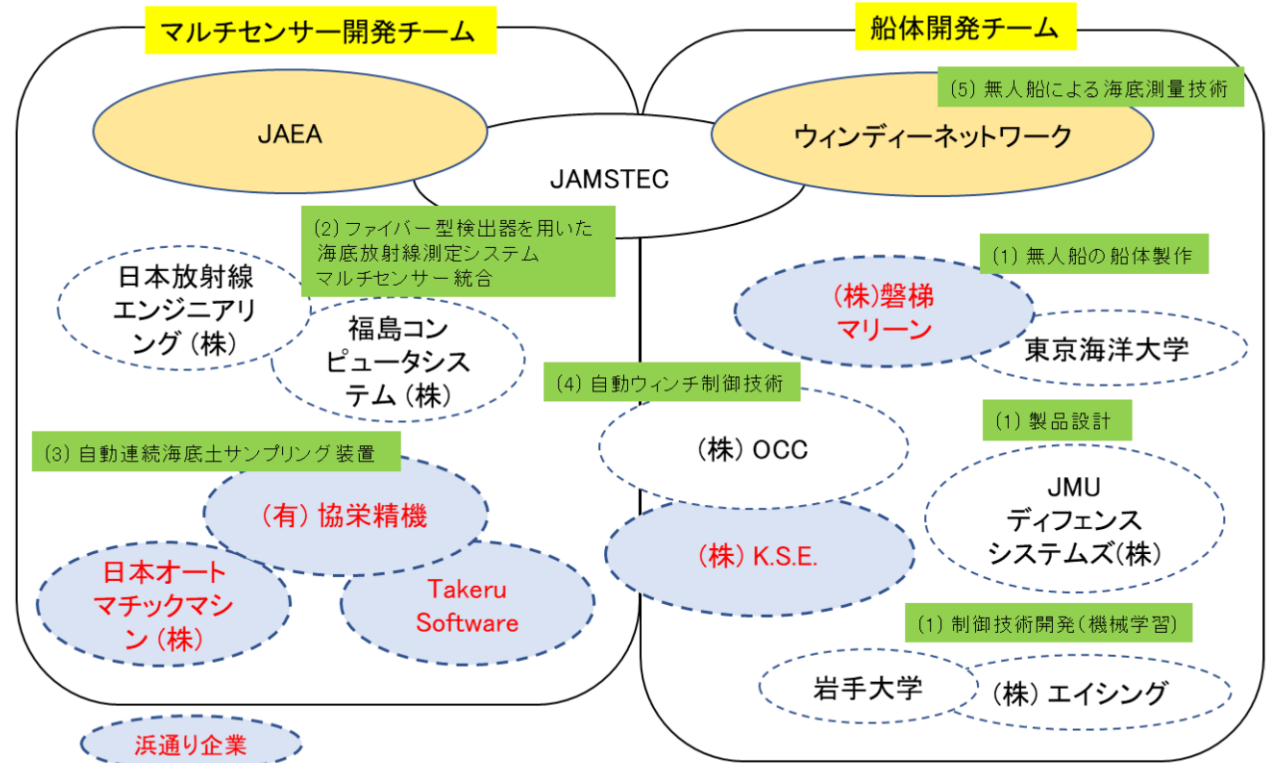 マルチセンサー開発チーム
船体開発チーム
(5) 無人船による海底測量技術
JAEA
ウィンディーネットワーク
JAMSTEC
(2) ファイバー型検出器を用いた
海底放射線測定システム
マルチセンサー統合
日本放射線
エンジニアリ
ング (株)
福島コン
ピュータシス
テム (株)
(1) 無人船の船体製作
(株)磐梯
マリーン
東京海洋大学
(4) 自動ウィンチ制御技術
(株) OCC
(1) 製品設計
JMU
ディフェンス
システムズ(株)
(3) 自動連続海底土サンプリング装置
(有) 協栄精機
日本オート
マチックマシ
ン (株)
Takeru
Software
(株) K.S.E.
(1) 制御技術開発(機械学習)
岩手大学
(株) エイシング
浜通り企業